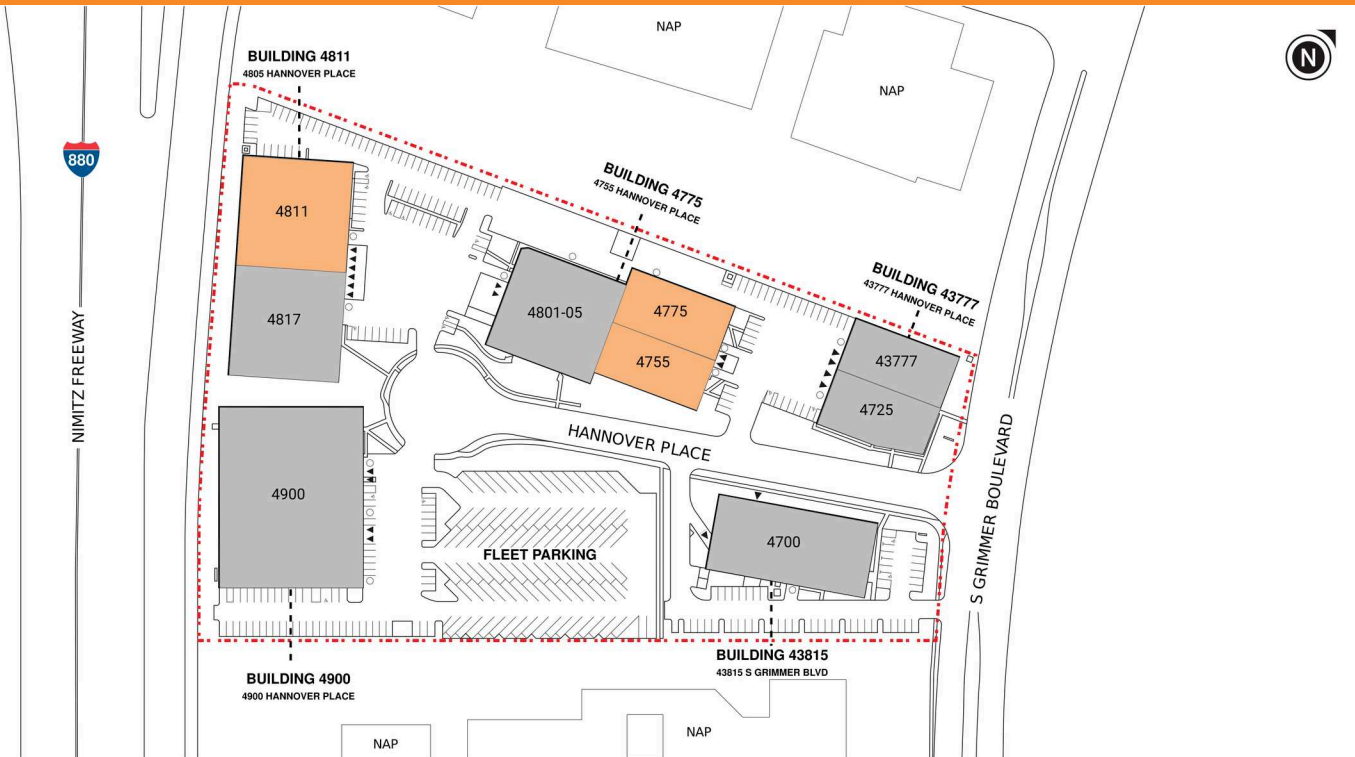 NAP
N
BUILDING 4811
4805 HANNOVER PLACE
NAP
880
BUILDING 4775
4755 HANNOVER PLACE
4811
BUILDING 43777
43777 HANNOVER PLACE
4817
4801-05
4775
4755
43777
4725
NIMITZ FREEWAY
HANNOVER PLACE
S GRIMMER BOULEVARD
4900
FLEET PARKING
4700
BUILDING 43815
43815 S GRIMMER BLVD
BUILDING 4900
4900 HANNOVER PLACE
NAP
NAP